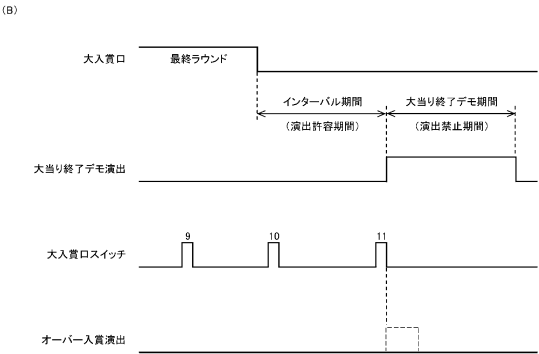 (B)
大入賞口
最終ラウンド
インターバル期間
大当り終了デモ期間
(演出許容期間)
(演出禁止期間)
大当り終了デモ演出
9
10
11
大入賞口スイッチ
オーバー入賞演出